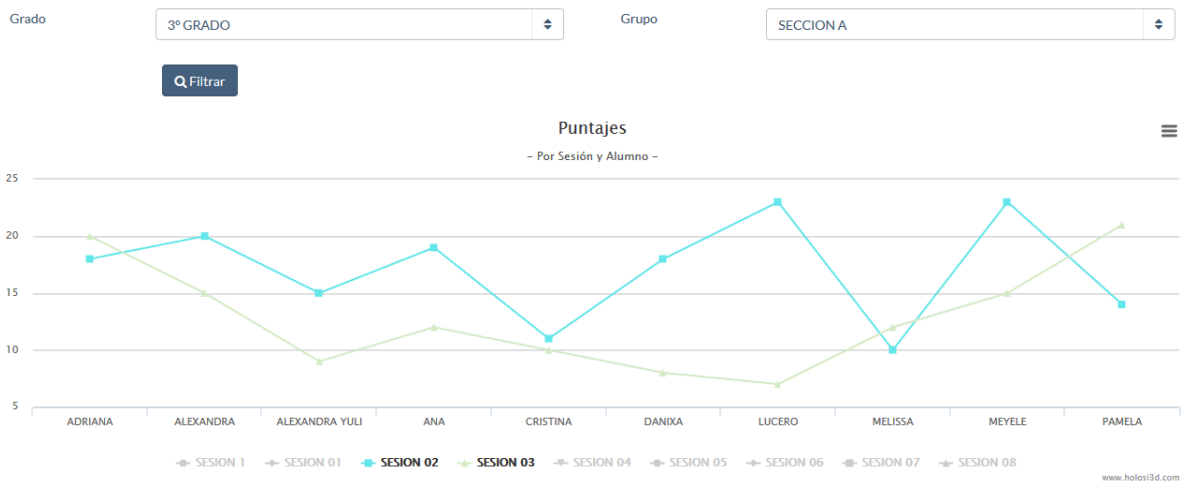 Grado 3º GRADO Grupo SECCION A
Filtrar
Puntajes
- Por Sesión y Alumno -
25
20
15
10
5
ADRIANA ALEXANDRA ALEXANDRA YULI ANA CRISTINA DANIXA LUCERO MELISSA MEYELE PAMELA
SESION 1 SESION 01 SESION 02 SESION 03 SESION 04 SESION 05 SESION 06 SESION 07 SESION 08
www.holosi3d.com